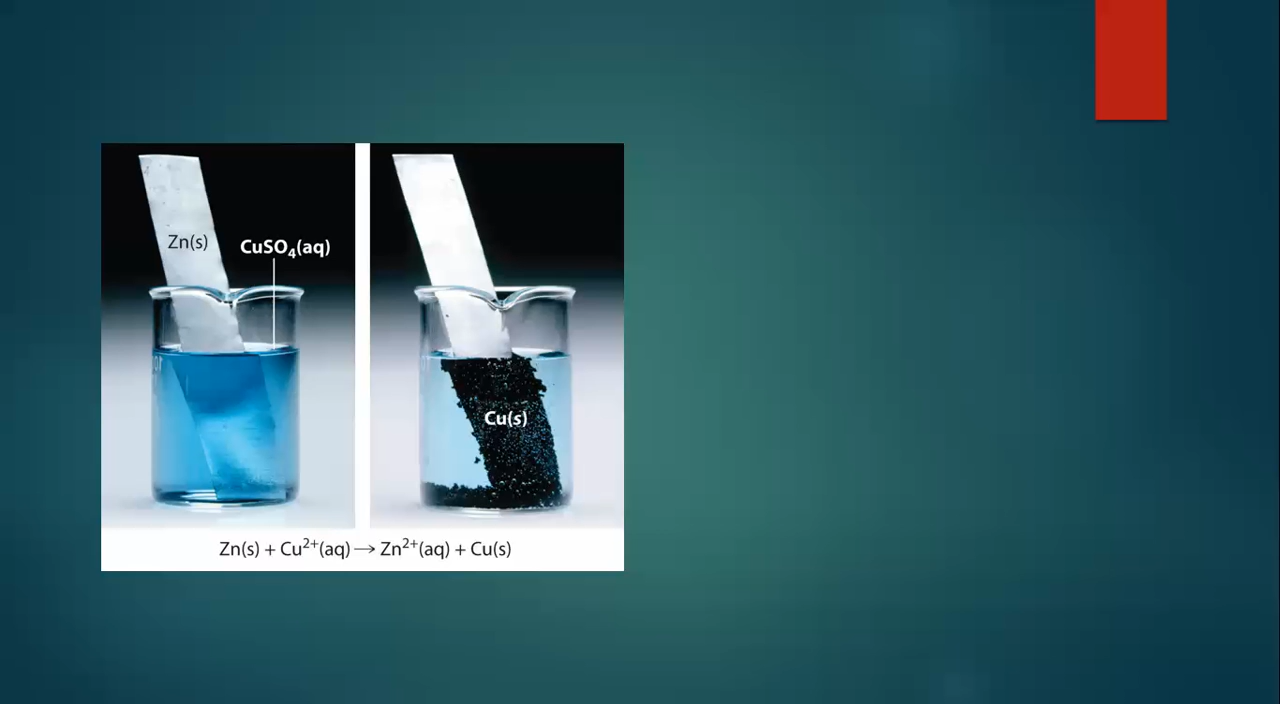 Zn(s)
CuSO₄(aq)
Cu(s)
Zn(s) + Cu²⁺(aq) → Zn²⁺(aq) + Cu(s)